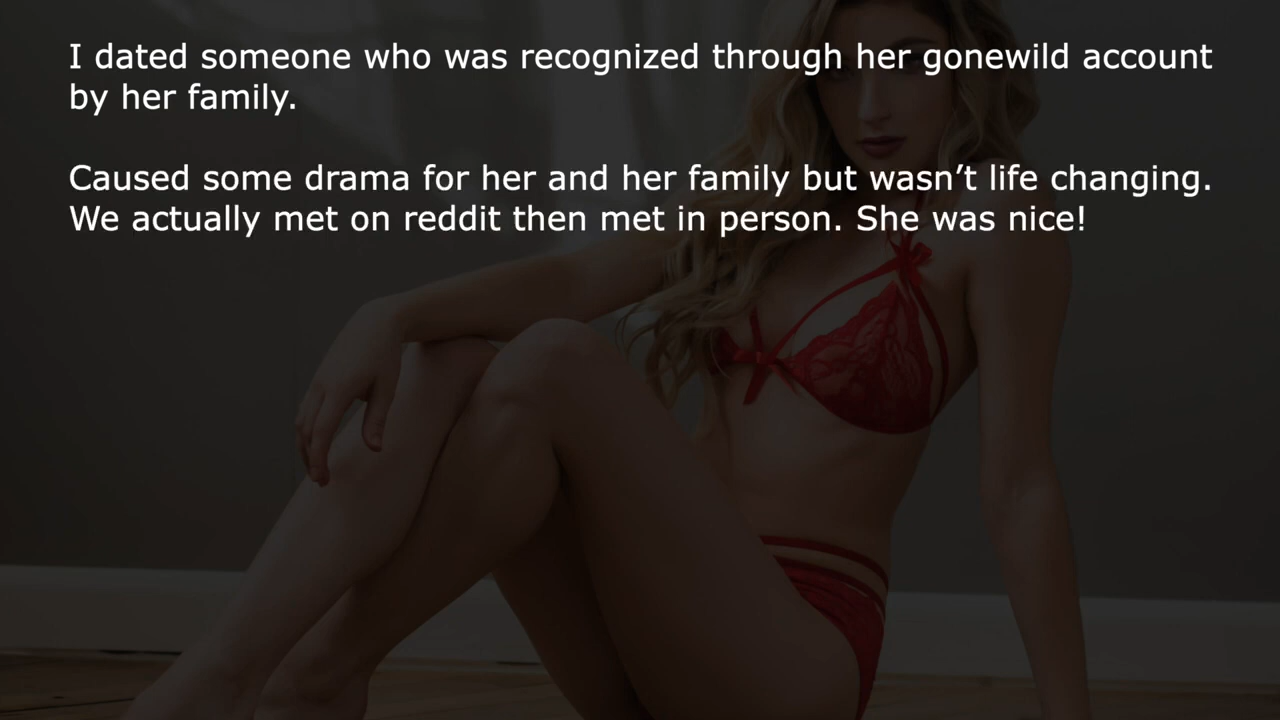 I dated someone who was recognized through her gonewild account
by her family.
Caused some drama for her and her family but wasn’t life changing.
We actually met on reddit then met in person. She was nice!